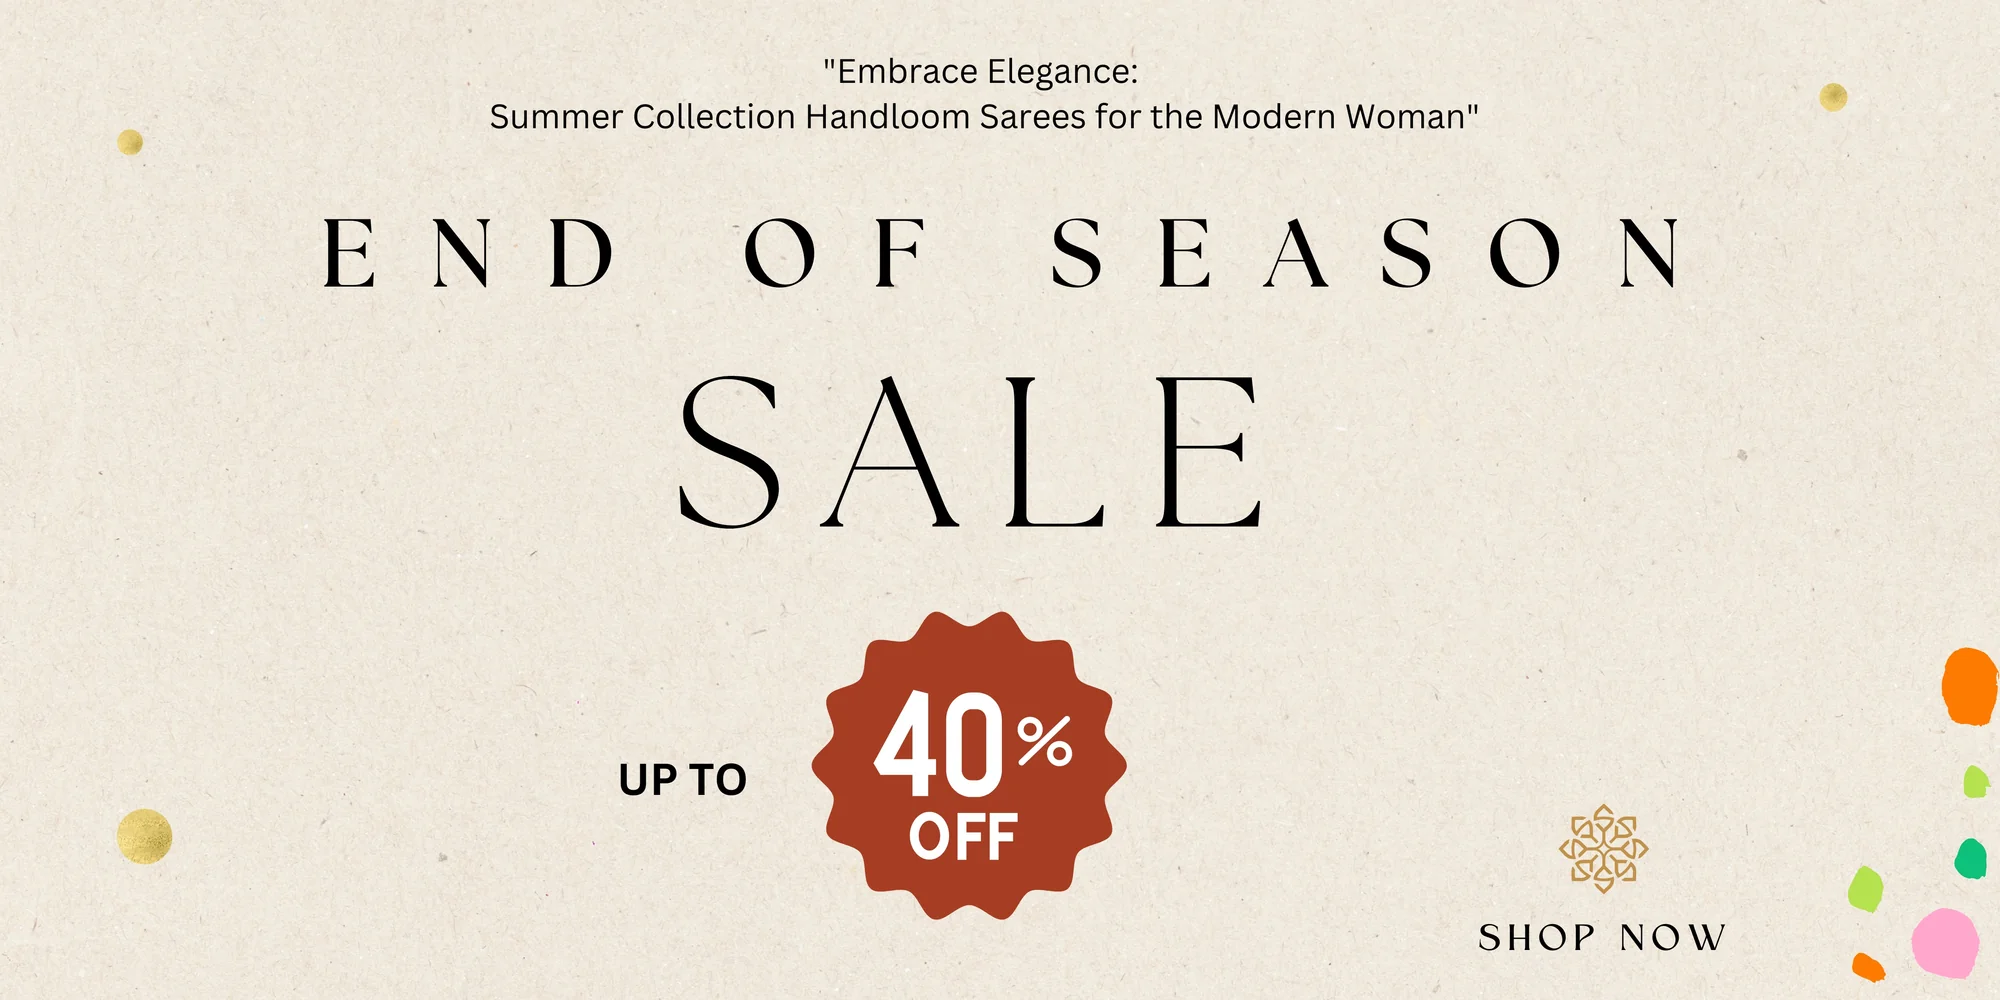 "Embrace Elegance:
Summer Collection Handloom Sarees for the Modern Woman"
END OF SEASON
SALE
UP TO
40%
OFF
SHOP NOW